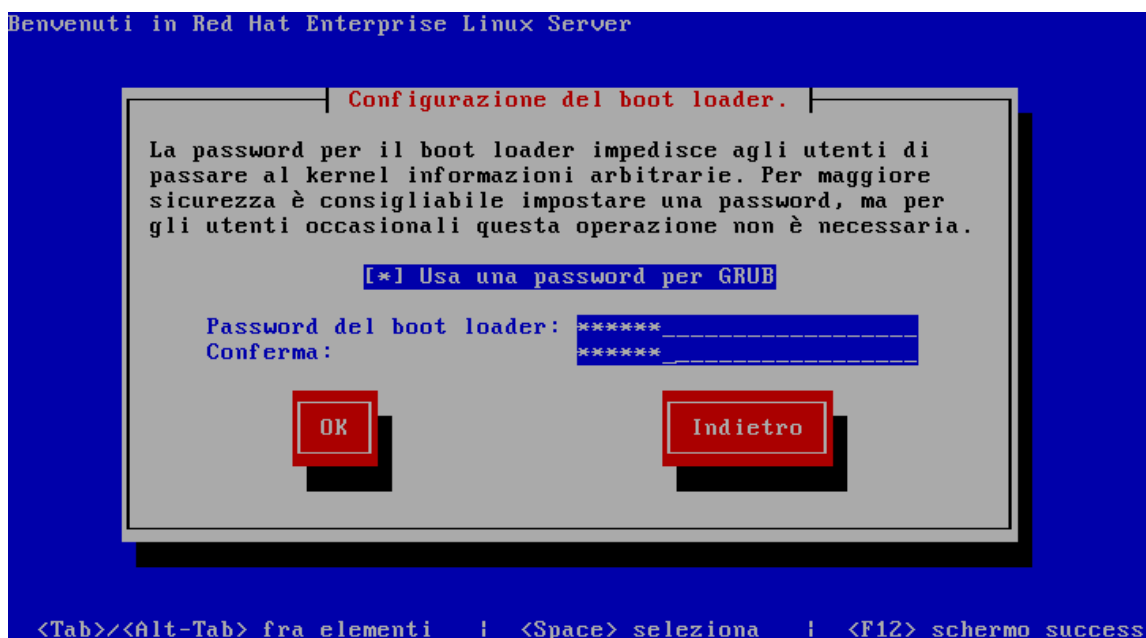 Benvenuti in Red Hat Enterprise Linux Server
Configurazione del boot loader.
La password per il boot loader impedisce agli utenti di
passare al kernel informazioni arbitrarie. Per maggiore
sicurezza è consigliabile impostare una password, ma per
gli utenti occasionali questa operazione non è necessaria.
[*] Usa una password per GRUB
Password del boot loader: ******__________________
Conferma: ******__________________
OK Indietro
<Tab>/<Alt-Tab> fra elementi | <Space> seleziona | <F12> schermo success